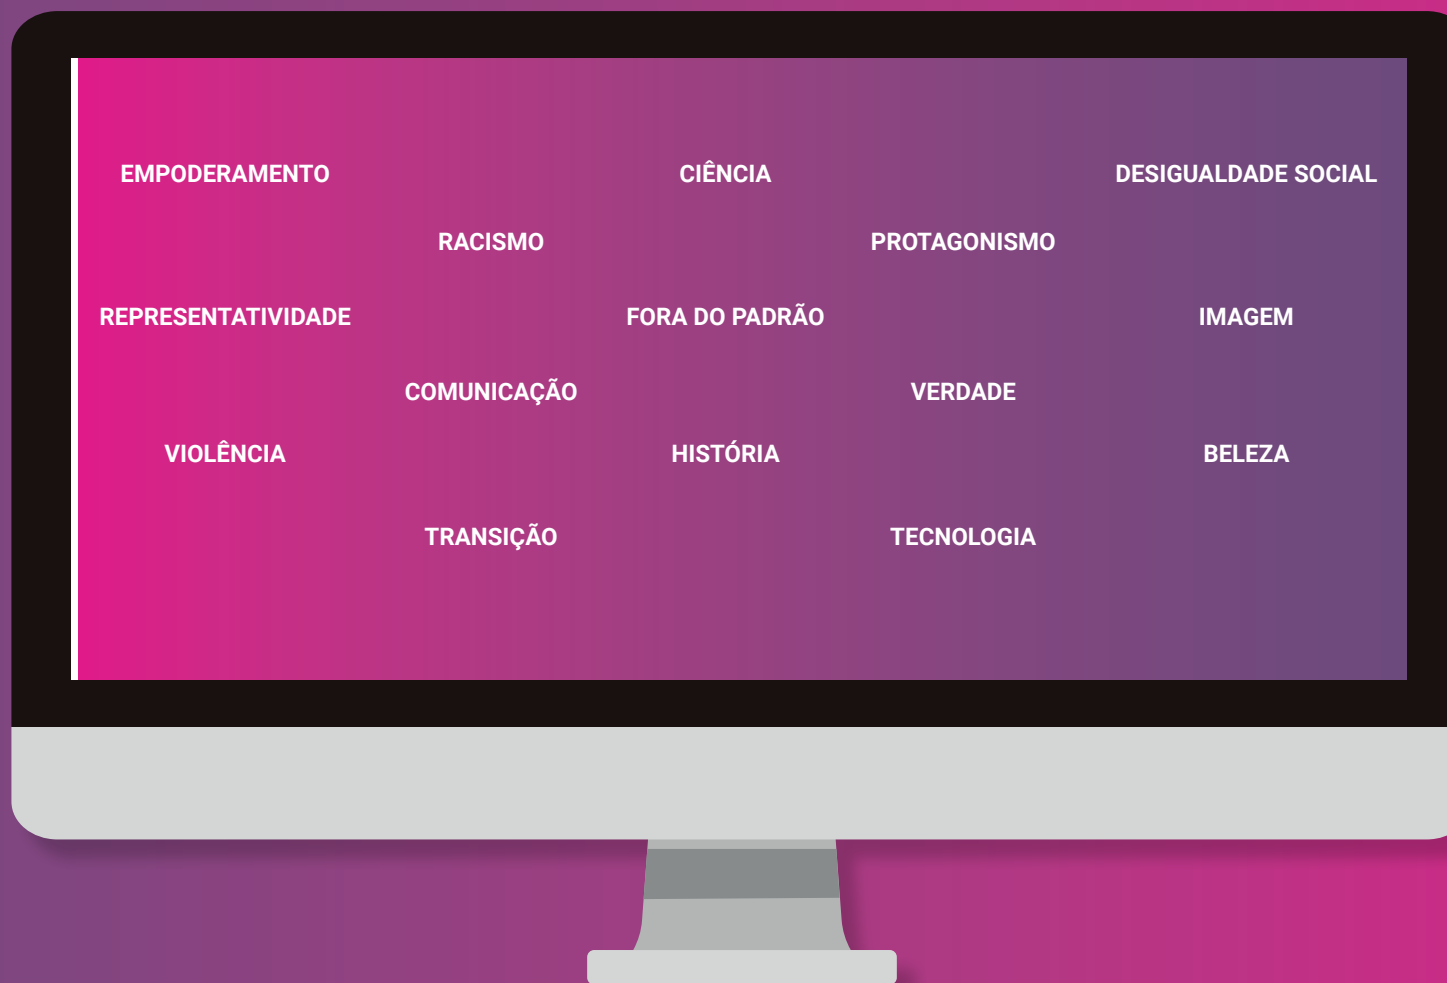 EMPODERAMENTO CIÊNCIA DESIGUALDADE SOCIAL
RACISMO PROTAGONISMO
REPRESENTATIVIDADE FORA DO PADRÃO IMAGEM
COMUNICAÇÃO VERDADE
VIOLÊNCIA HISTÓRIA BELEZA
TRANSIÇÃO TECNOLOGIA